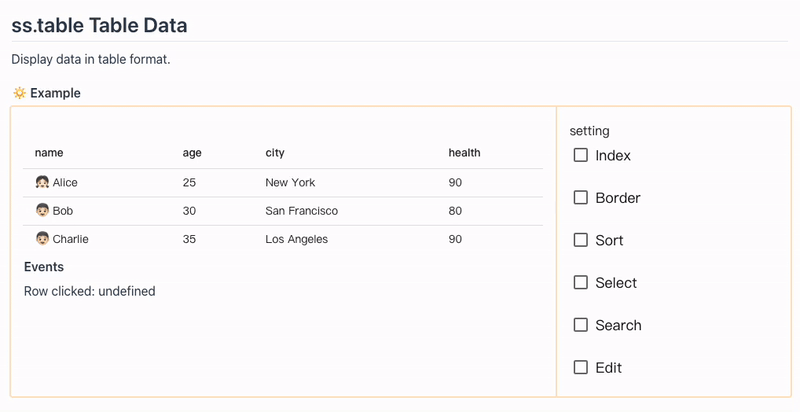 ss.table Table Data
Display data in table format.
🔅 Example
name age city health
👧🏻 Alice 25 New York 90
👦🏻 Bob 30 San Francisco 80
👦🏻 Charlie 35 Los Angeles 90
Events
Row clicked: undefined
setting
Index
Border
Sort
Select
Search
Edit